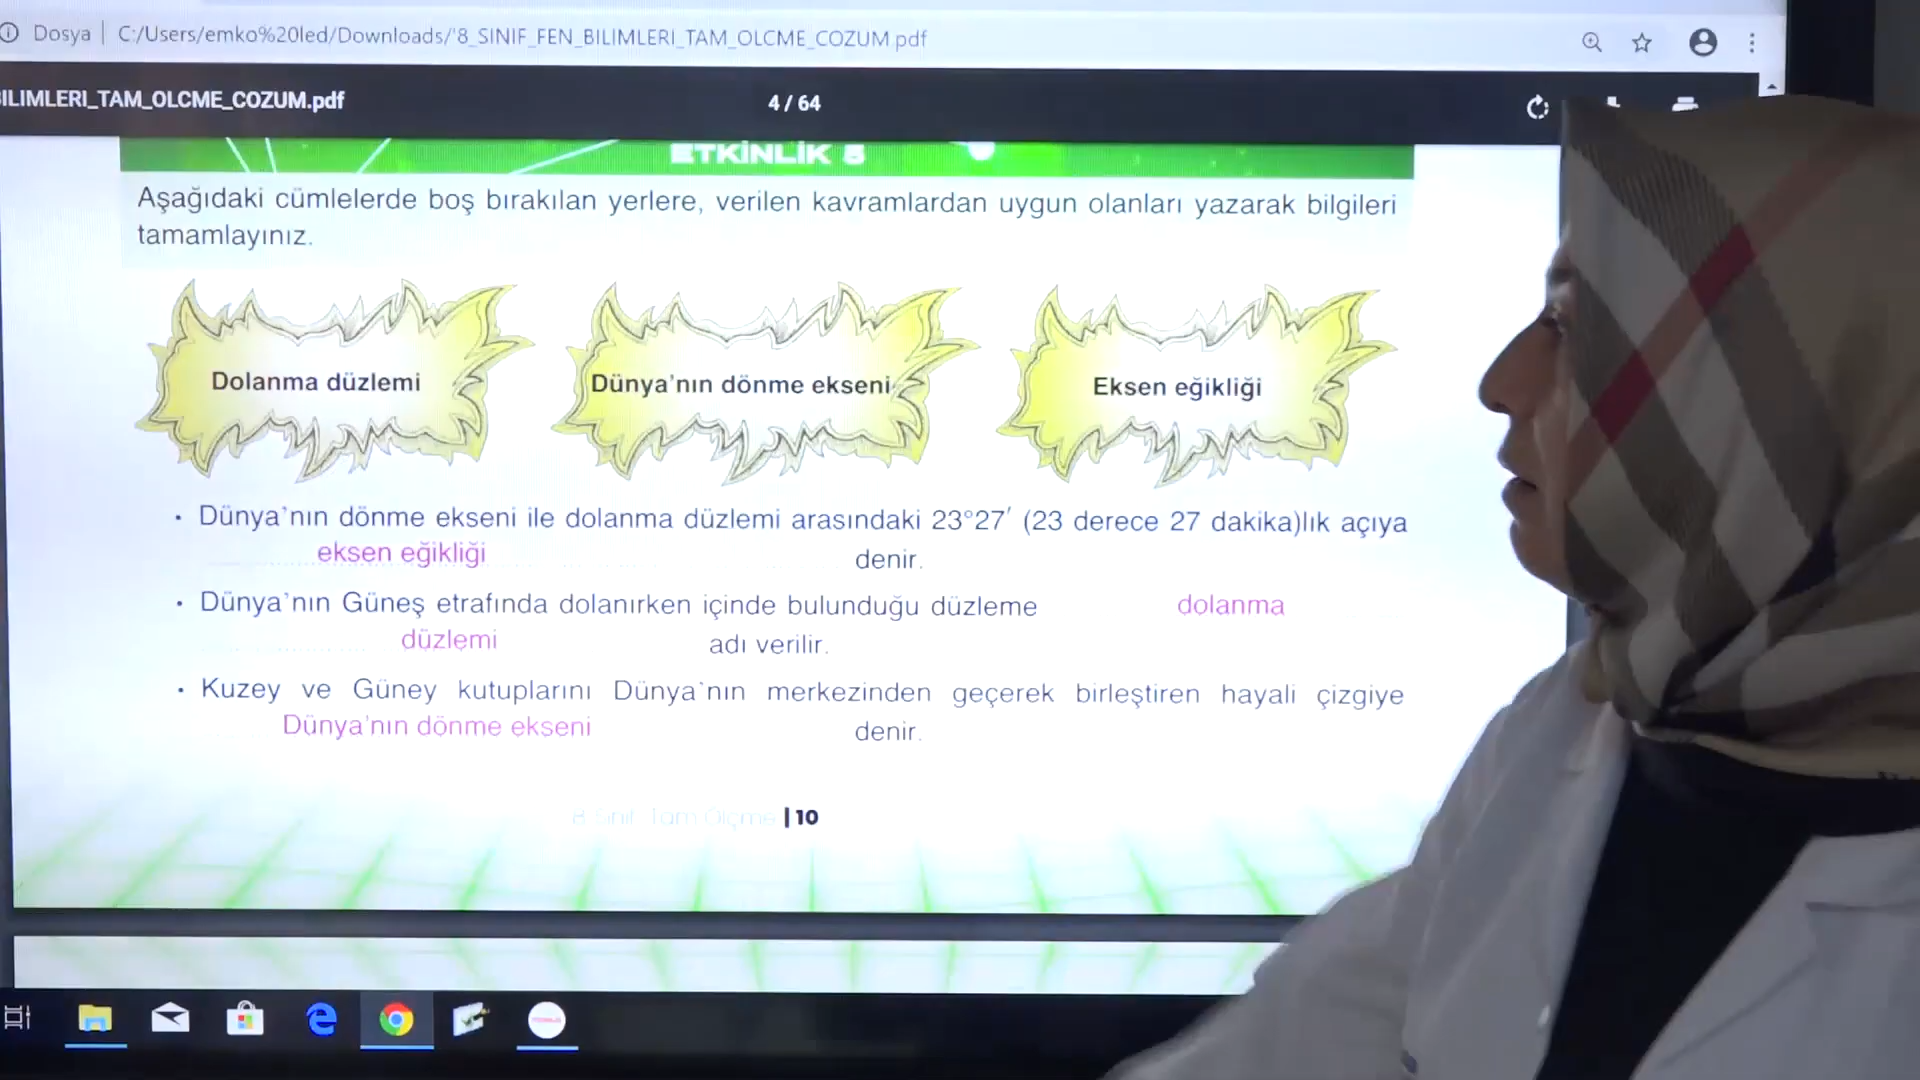 Dosya | C:/Users/emko%20led/Downloads/'8_SINIF_FEN_BILIMLERI_TAM_OLCME_COZUM.pdf
ILIMLERI_TAM_OLCME_COZUM.pdf
4 / 64
ETKİNLİK 5
Aşağıdaki cümlelerde boş bırakılan yerlere, verilen kavramlardan uygun olanları yazarak bilgileri
tamamlayınız.
Dolanma düzlemi
Dünya'nın dönme ekseni
Eksen eğikliği
• Dünya'nın dönme ekseni ile dolanma düzlemi arasındaki 23°27′ (23 derece 27 dakika)lık açıya
eksen eğikliği denir.
• Dünya'nın Güneş etrafında dolanırken içinde bulunduğu düzleme dolanma
düzlemi adı verilir.
• Kuzey ve Güney kutuplarını Dünya'nın merkezinden geçerek birleştiren hayali çizgiye
Dünya'nın dönme ekseni denir.
8. Sınıf Tam Ölçme | 10